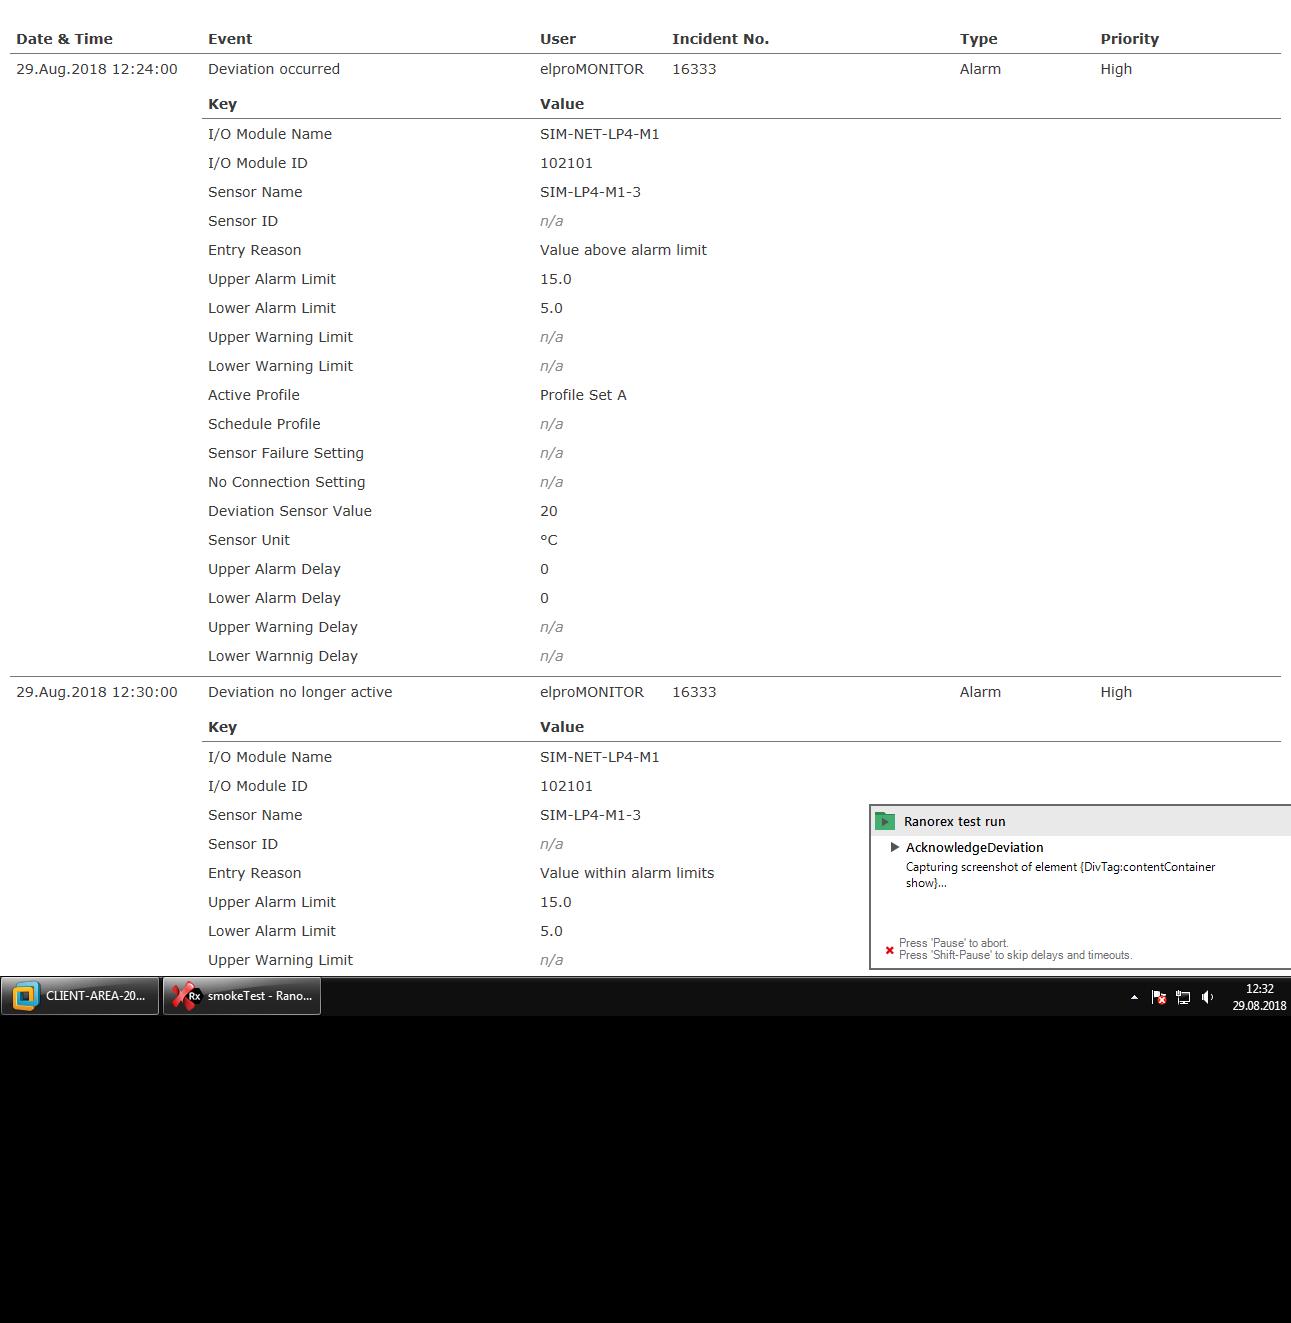 Date & Time Event User Incident No. Type Priority
29.Aug.2018 12:24:00 Deviation occurred elproMONITOR 16333 Alarm High
Key Value
I/O Module Name SIM-NET-LP4-M1
I/O Module ID 102101
Sensor Name SIM-LP4-M1-3
Sensor ID n/a
Entry Reason Value above alarm limit
Upper Alarm Limit 15.0
Lower Alarm Limit 5.0
Upper Warning Limit n/a
Lower Warning Limit n/a
Active Profile Profile Set A
Schedule Profile n/a
Sensor Failure Setting n/a
No Connection Setting n/a
Deviation Sensor Value 20
Sensor Unit °C
Upper Alarm Delay 0
Lower Alarm Delay 0
Upper Warning Delay n/a
Lower Warnnig Delay n/a
29.Aug.2018 12:30:00 Deviation no longer active elproMONITOR 16333 Alarm High
Key Value
I/O Module Name SIM-NET-LP4-M1
I/O Module ID 102101
Sensor Name SIM-LP4-M1-3
Sensor ID n/a
Entry Reason Value within alarm limits
Upper Alarm Limit 15.0
Lower Alarm Limit 5.0
Upper Warning Limit n/a
Ranorex test run
AcknowledgeDeviation
Capturing screenshot of element {DivTag:contentContainer
show}...
Press 'Pause' to abort.
Press 'Shift-Pause' to skip delays and timeouts.
CLIENT-AREA-20... Rx smokeTest - Rano... 12:32
29.08.2018